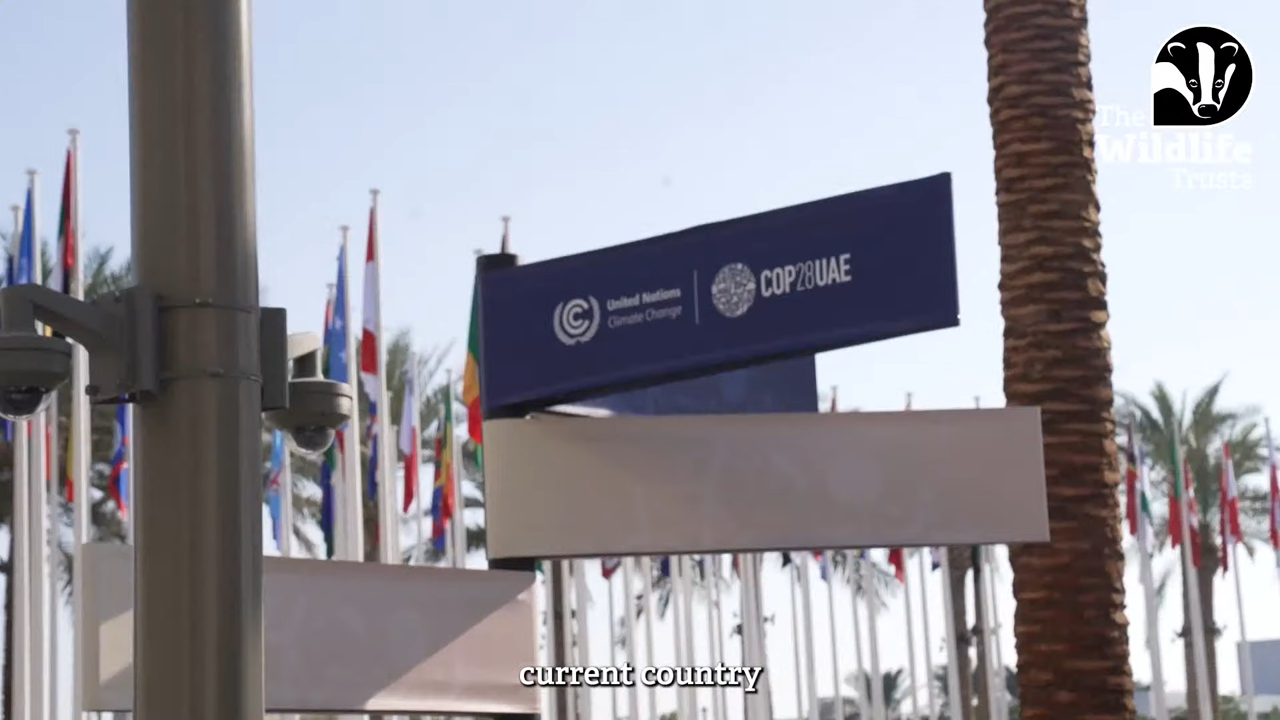 The
Wildlife
Trusts
United Nations
Climate Change
COP28UAE
current country